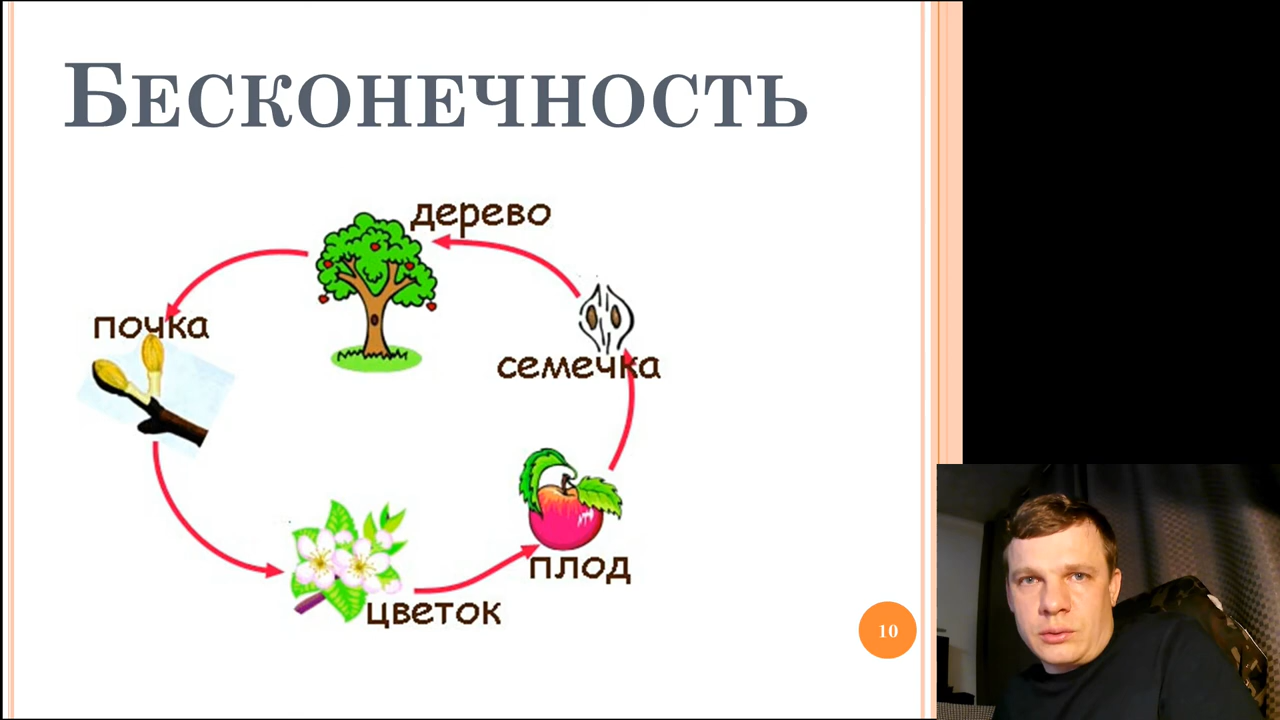 Бесконечность
дерево
почка
семечка
плод
цветок
10